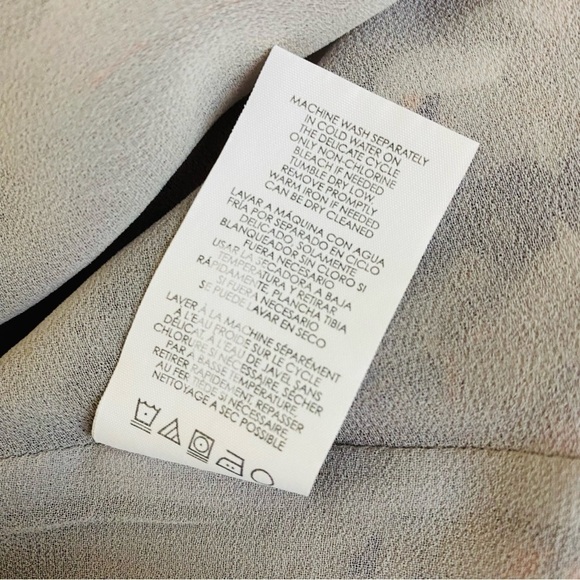 MACHINE WASH SEPARATELY
IN COLD WATER ON
THE DELICATE CYCLE
ONLY NON-CHLORINE
BLEACH IF NEEDED
TUMBLE DRY LOW
REMOVE PROMPTLY
WARM IRON IF NEEDED
CAN BE DRY CLEANED
LAVAR A MÁQUINA CON AGUA
FRÍA POR SEPARADO EN CICLO
DELICADO, SOLAMENTE
BLANQUEADOR SIN CLORO SI
FUERA NECESARIO
USAR LA SECADORA A BAJA
TEMPERATURA Y RETIRAR
RÁPIDAMENTE PLANCHA TIBIA
SI FUERA NECESARIO
SE PUEDE LAVAR EN SECO
LAVER À LA MACHINE SÉPARÉMENT
À L'EAU FROIDE SUR LE CYCLE
DÉLICAT À L'EAU DE JAVEL SANS
CHLORURE SI NÉCESSAIRE, SÉCHER
PAR A BASSE TEMPÉRATURE
RETIRER RAPIDEMENT, REPASSER
AU FER, TIÈDE SI NÉCESSAIRE
NETTOYAGE A SEC POSSIBLE